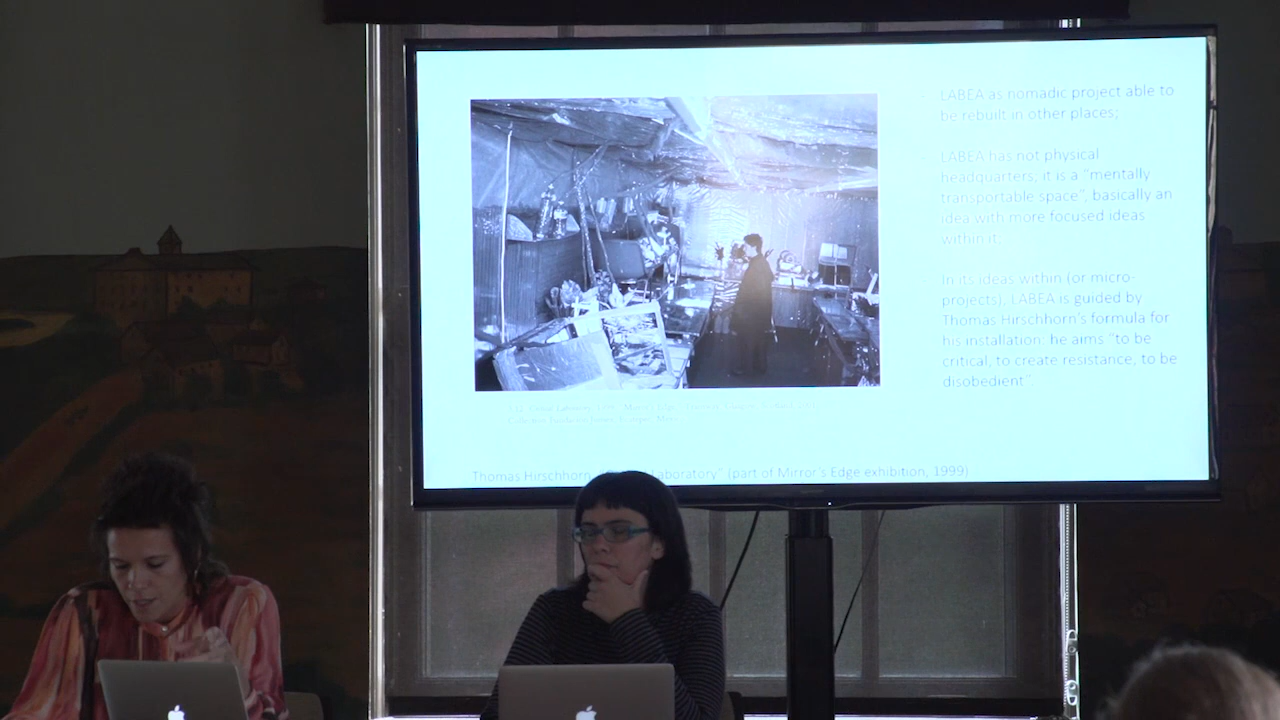 LABEA as nomadic project able to
be rebuilt in other places;
LABEA has not physical
headquarters, it is a "mentally
transportable space", basically an
idea with more focused ideas
within it.
In its ideas within (or micro-
projects), LABEA is guided by
Thomas Hirschhorn's formula for
his installation: he aims "to be
critical, to create resistance, to be
disobedient".
Thomas Hirschhorn, Laboratory" (part of Mirror's Edge exhibition, 1999)